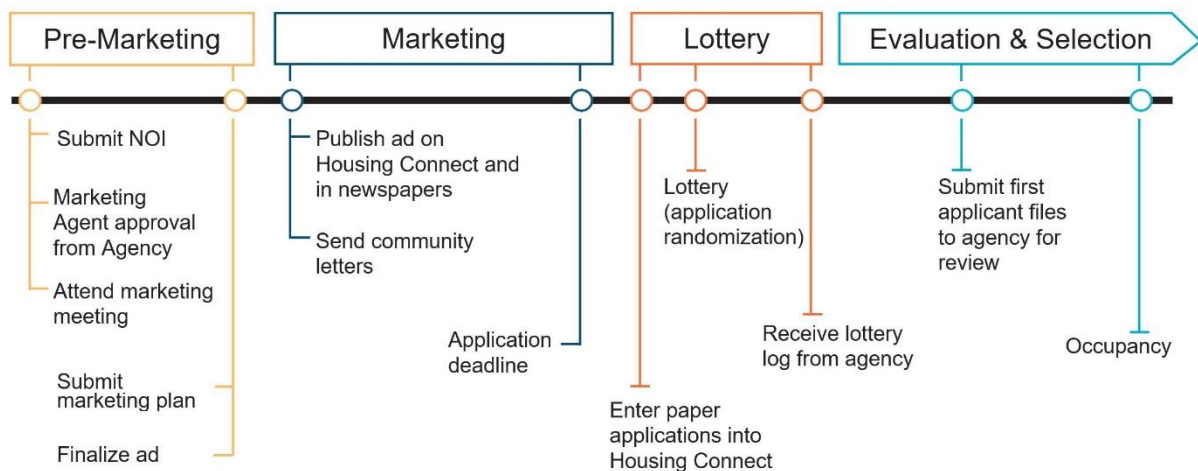 Pre-Marketing
Marketing
Lottery
Evaluation & Selection
Submit NOI
Marketing
Agent approval
from Agency
Attend marketing
meeting
Submit
marketing plan
Finalize ad
Publish ad on
Housing Connect and
in newspapers
Send community
letters
Application
deadline
Enter paper
applications into
Housing Connect
Lottery
(application
randomization)
Receive lottery
log from agency
Submit first
applicant files
to agency for
review
Occupancy